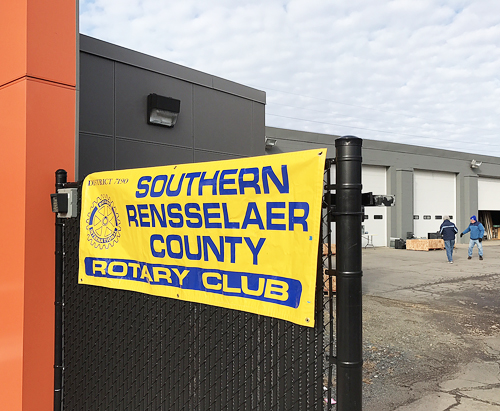 DISTRICT 7190
SOUTHERN
RENSSELAER
COUNTY
ROTARY CLUB